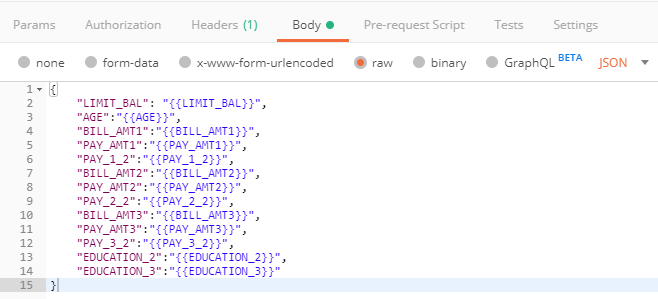 Params Authorization Headers (1) Body Pre-request Script Tests Settings
none form-data x-www-form-urlencoded raw binary GraphQL BETA JSON
1 {
2 "LIMIT_BAL": "{{LIMIT_BAL}}",
3 "AGE":"{{AGE}}",
4 "BILL_AMT1":"{{BILL_AMT1}}",
5 "PAY_AMT1":"{{PAY_AMT1}}",
6 "PAY_1_2":"{{PAY_1_2}}",
7 "BILL_AMT2":"{{BILL_AMT2}}",
8 "PAY_AMT2":"{{PAY_AMT2}}",
9 "PAY_2_2":"{{PAY_2_2}}",
10 "BILL_AMT3":"{{BILL_AMT3}}",
11 "PAY_AMT3":"{{PAY_AMT3}}",
12 "PAY_3_2":"{{PAY_3_2}}",
13 "EDUCATION_2":"{{EDUCATION_2}}",
14 "EDUCATION_3":"{{EDUCATION_3}}"
15 }